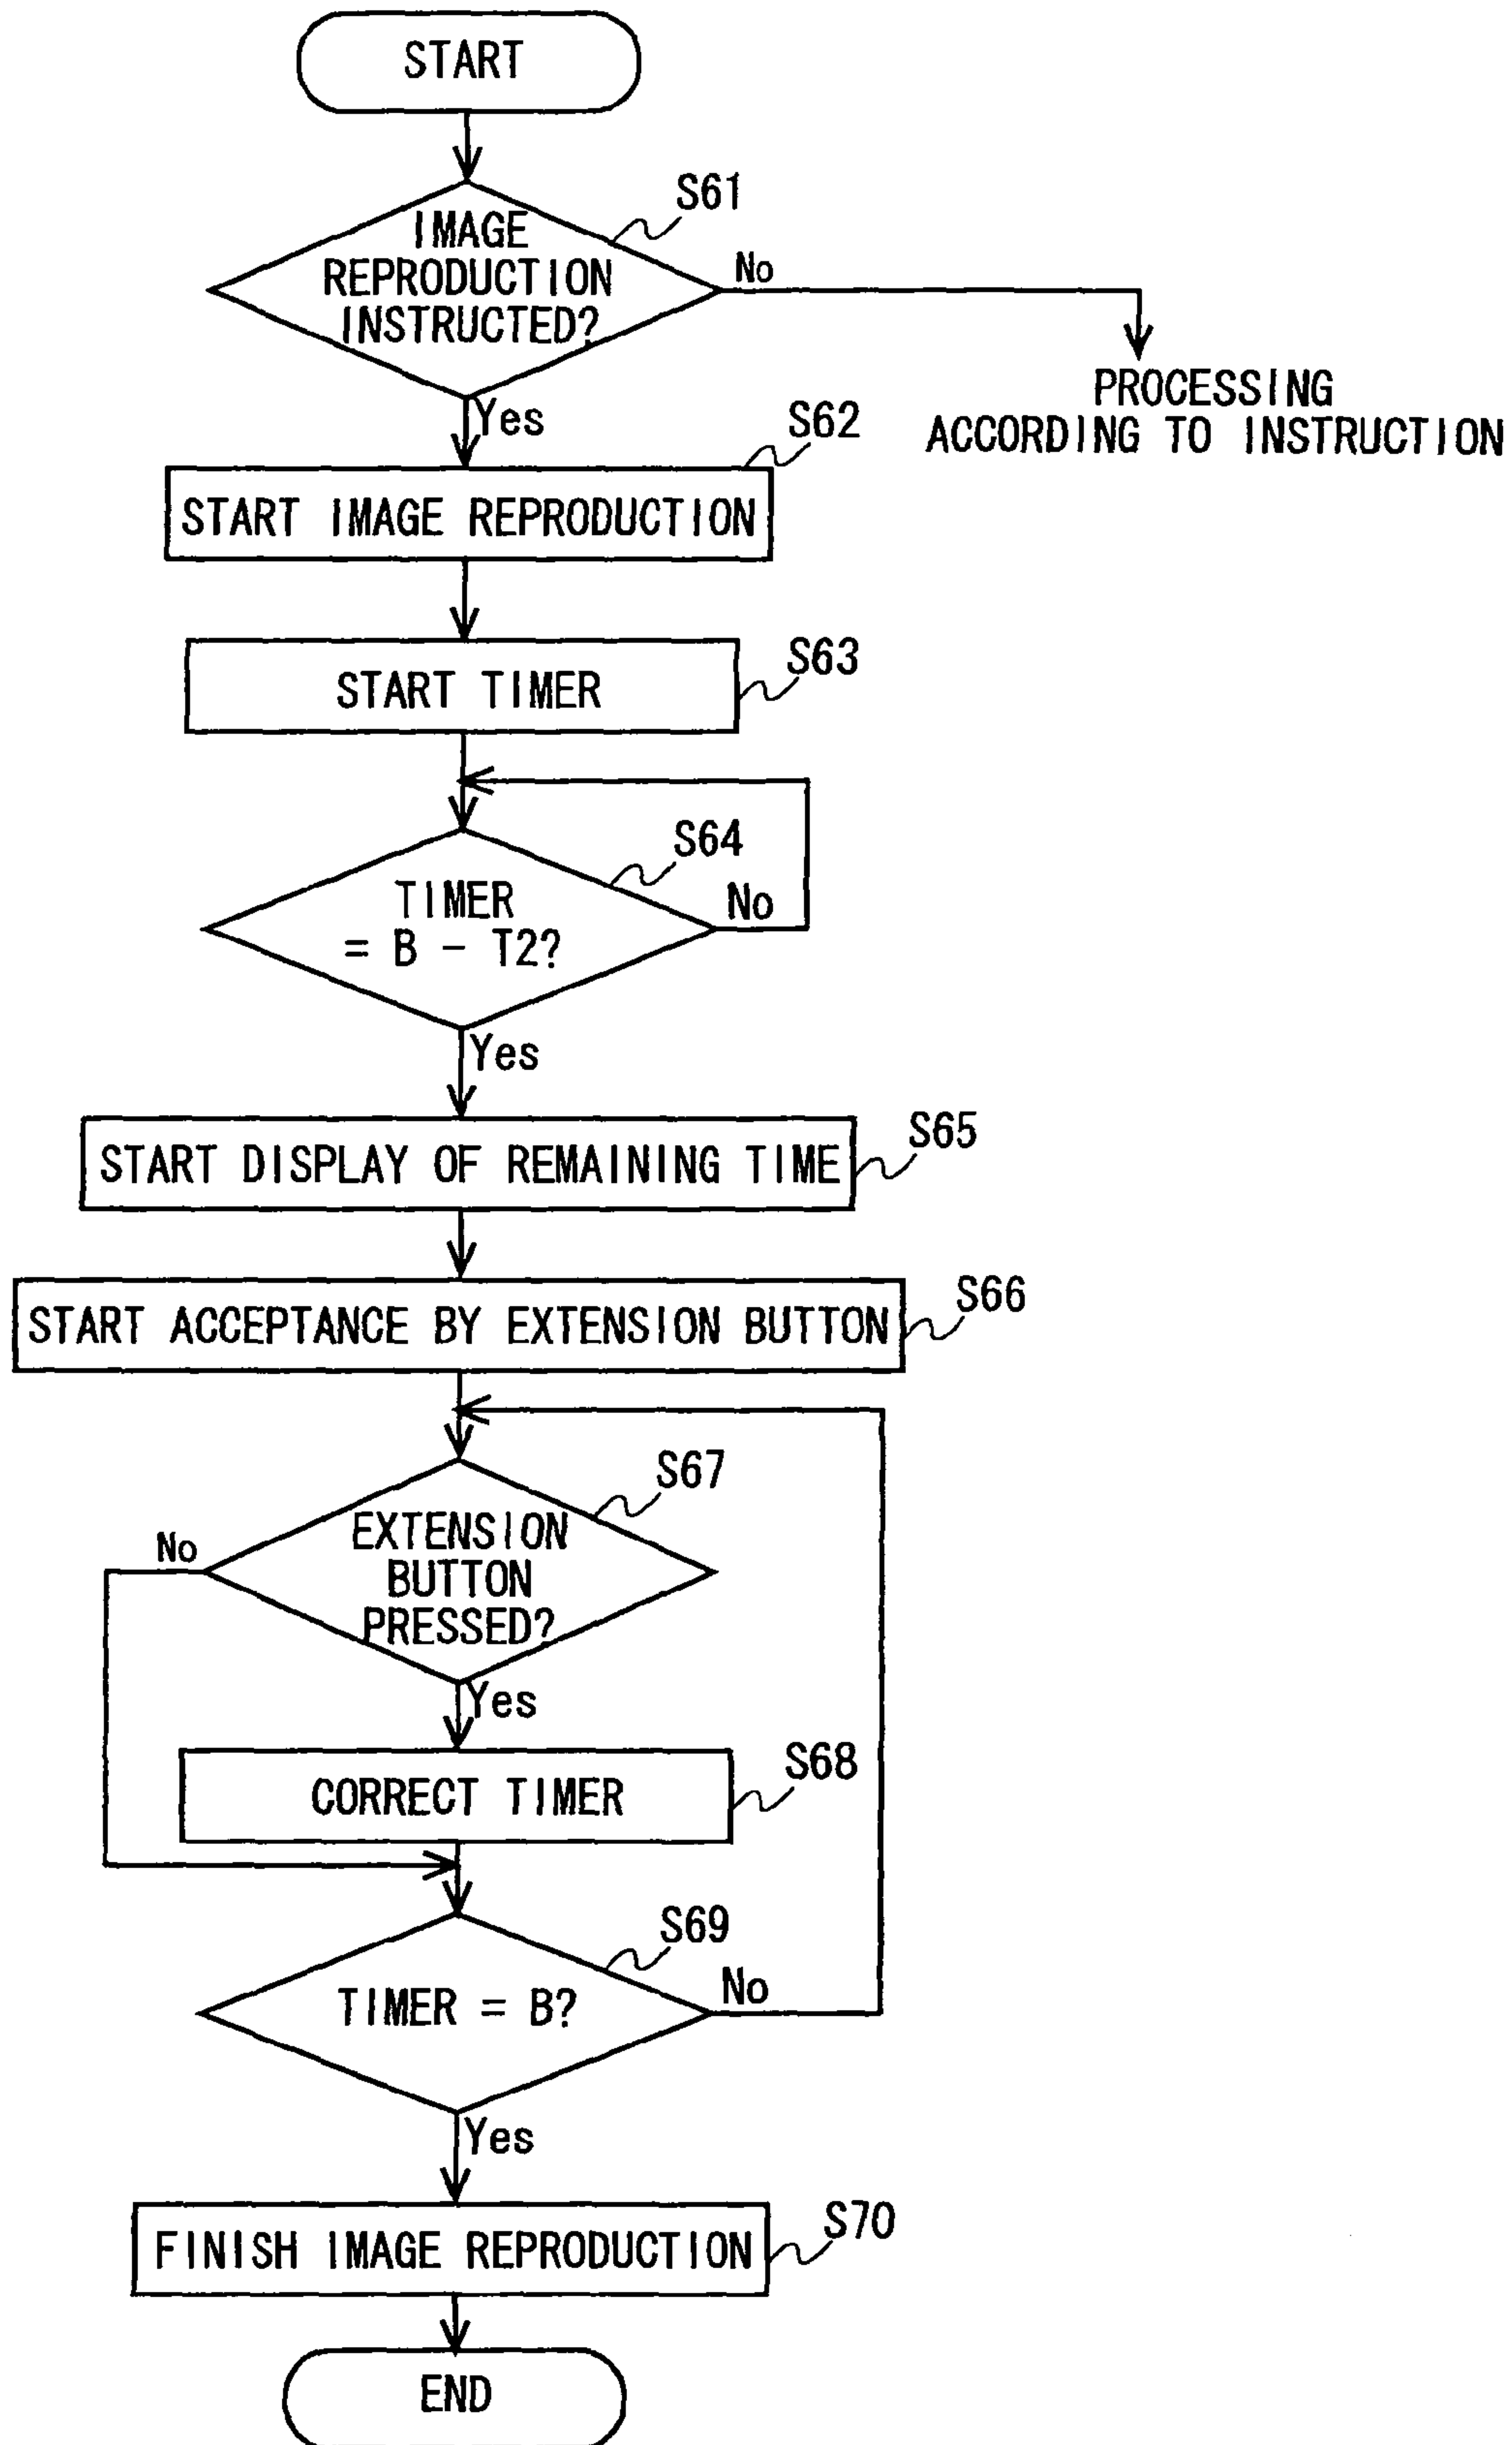 START
S61
IMAGE
REPRODUCTION
INSTRUCTED?
No
PROCESSING
ACCORDING TO INSTRUCTION
Yes
S62
START IMAGE REPRODUCTION
S63
START TIMER
S64
TIMER
= B - T2?
No
Yes
S65
START DISPLAY OF REMAINING TIME
S66
START ACCEPTANCE BY EXTENSION BUTTON
S67
EXTENSION
BUTTON
PRESSED?
No
Yes
S68
CORRECT TIMER
S69
TIMER = B?
No
Yes
S70
FINISH IMAGE REPRODUCTION
END